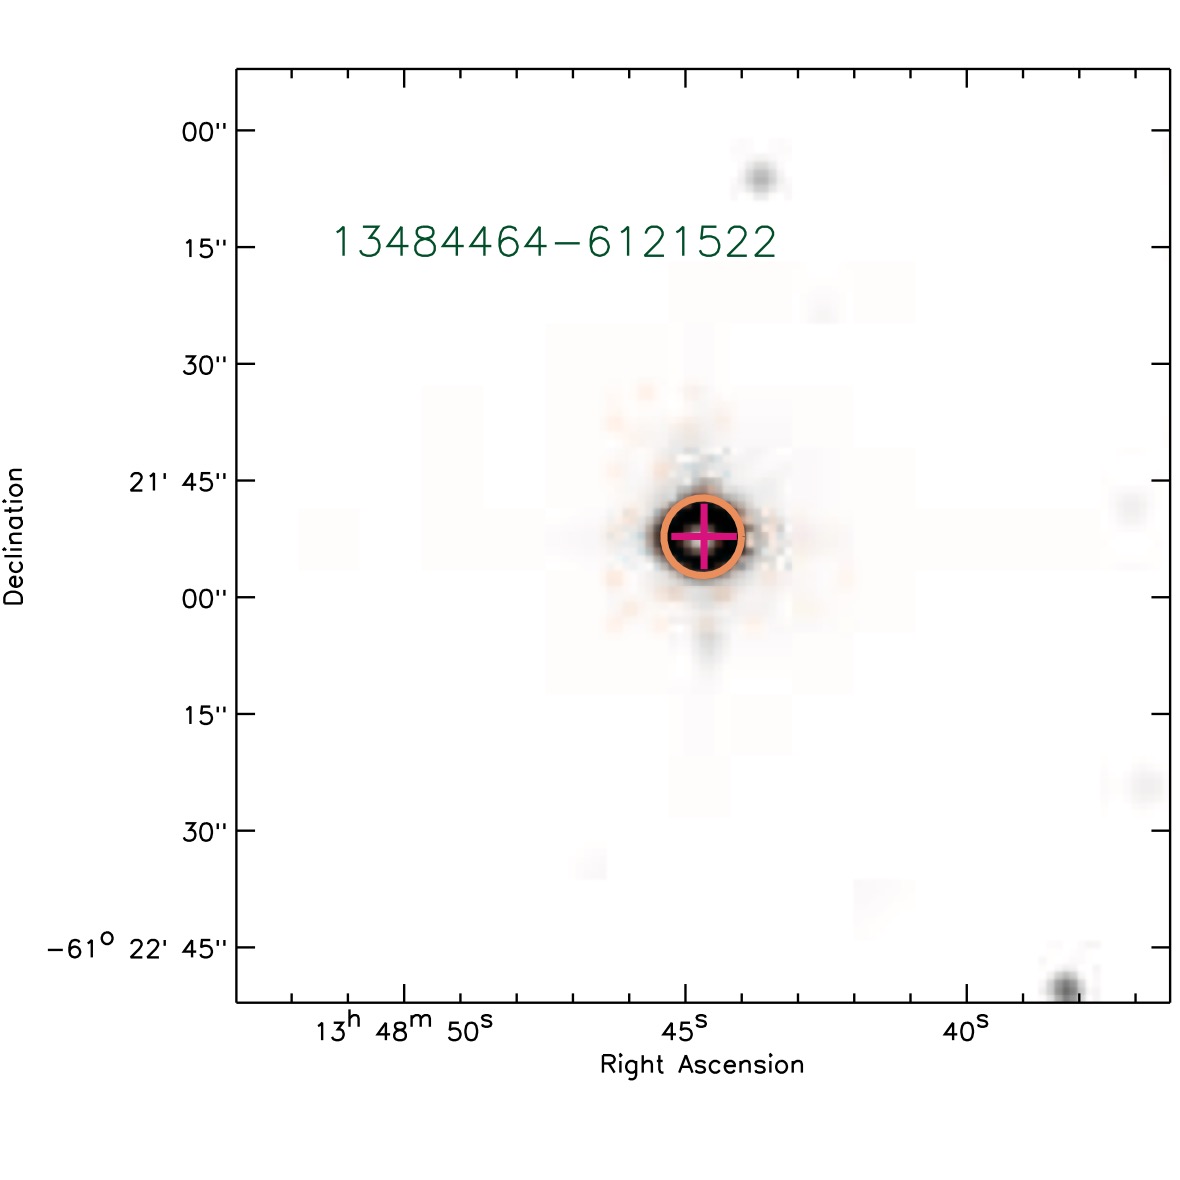 00"
13484464-6121522
15"
30"
21' 45"
00"
15"
30"
-61° 22' 45"
Declination
13h 48m 50s 45s 40s
Right Ascension